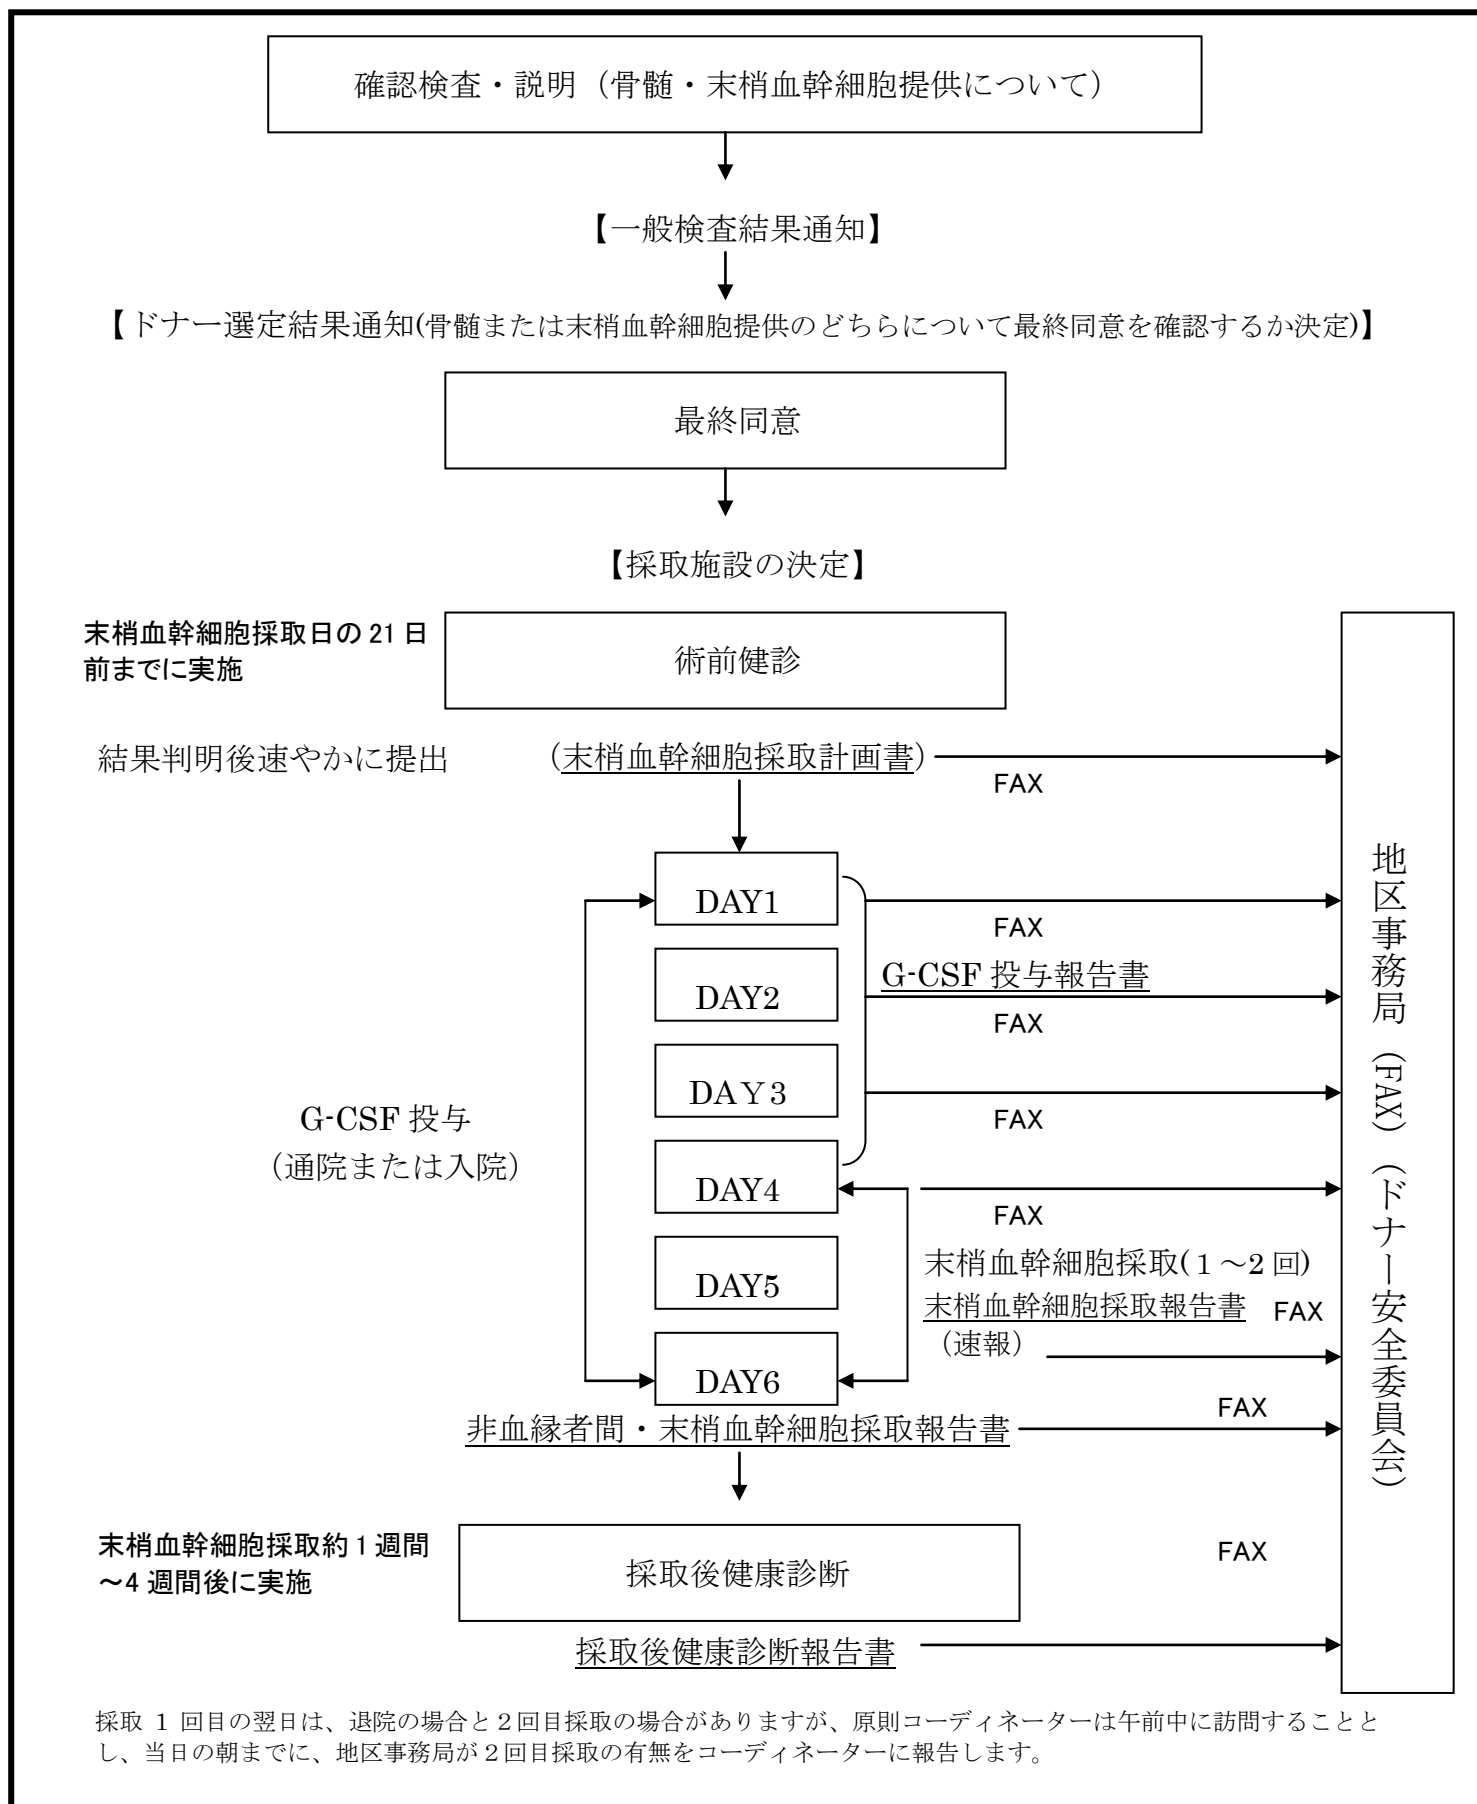 確認検査・説明（骨髄・末梢血幹細胞提供について）
【一般検査結果通知】
【ドナー選定結果通知(骨髄または末梢血幹細胞提供のどちらについて最終同意を確認するか決定)】
最終同意
【採取施設の決定】
末梢血幹細胞採取日の 21 日
前までに実施
術前健診
結果判明後速やかに提出
（末梢血幹細胞採取計画書）
FAX
DAY1
FAX
DAY2
G-CSF 投与報告書
FAX
DAY３
FAX
G-CSF 投与
（通院または入院）
DAY4
FAX
末梢血幹細胞採取(１～2 回)
DAY5
末梢血幹細胞採取報告書
FAX
（速報）
DAY6
FAX
非血縁者間・末梢血幹細胞採取報告書
地区事務局（FAX）（ドナー安全委員会）
末梢血幹細胞採取約 1 週間
～4 週間後に実施
採取後健康診断
FAX
採取後健康診断報告書
採取 1 回目の翌日は、退院の場合と２回目採取の場合がありますが、原則コーディネーターは午前中に訪問することと
し、当日の朝までに、地区事務局が２回目採取の有無をコーディネーターに報告します。